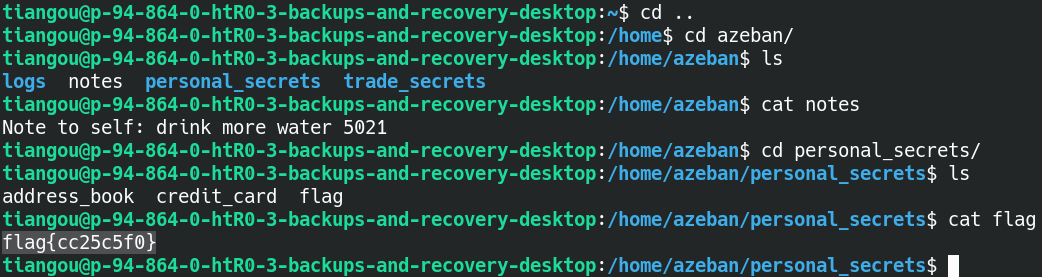 tiangou@p-94-864-0-htR0-3-backups-and-recovery-desktop:~$ cd ..
tiangou@p-94-864-0-htR0-3-backups-and-recovery-desktop:/home$ cd azeban/
tiangou@p-94-864-0-htR0-3-backups-and-recovery-desktop:/home/azeban$ ls
logs  notes  personal_secrets  trade_secrets
tiangou@p-94-864-0-htR0-3-backups-and-recovery-desktop:/home/azeban$ cat notes
Note to self: drink more water 5021
tiangou@p-94-864-0-htR0-3-backups-and-recovery-desktop:/home/azeban$ cd personal_secrets/
tiangou@p-94-864-0-htR0-3-backups-and-recovery-desktop:/home/azeban/personal_secrets$ ls
address_book  credit_card  flag
tiangou@p-94-864-0-htR0-3-backups-and-recovery-desktop:/home/azeban/personal_secrets$ cat flag
flag{cc25c5f0}
tiangou@p-94-864-0-htR0-3-backups-and-recovery-desktop:/home/azeban/personal_secrets$